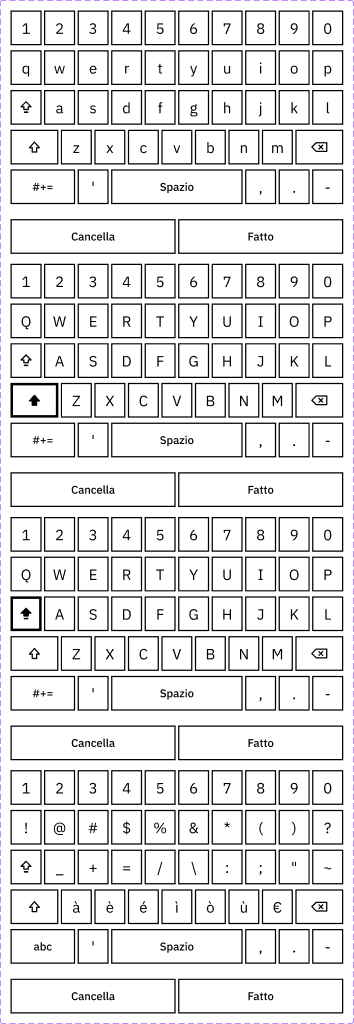 1 2 3 4 5 6 7 8 9 0
q w e r t y u i o p
a s d f g h j k l
z x c v b n m
#+= ' Spazio , . -
Cancella Fatto
1 2 3 4 5 6 7 8 9 0
Q W E R T Y U I O P
A S D F G H J K L
Z X C V B N M
#+= ' Spazio , . -
Cancella Fatto
1 2 3 4 5 6 7 8 9 0
Q W E R T Y U I O P
A S D F G H J K L
Z X C V B N M
#+= ' Spazio , . -
Cancella Fatto
1 2 3 4 5 6 7 8 9 0
! @ # $ % & * ( ) ?
_ + = / \ : ; " ~
à è é ì ò ù €
abc ' Spazio , . -
Cancella Fatto